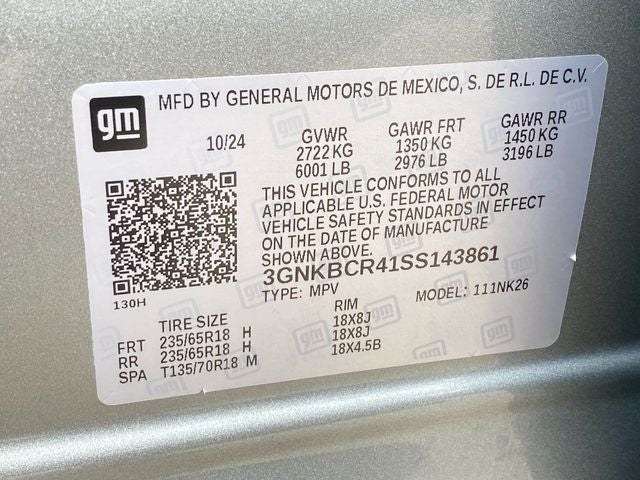 gm
MFD BY GENERAL MOTORS DE MEXICO, S. DE R.L. DE C.V.
10/24 GVWR GAWR FRT GAWR RR
2722 KG 1350 KG 1450 KG
6001 LB 2976 LB 3196 LB
THIS VEHICLE CONFORMS TO ALL
APPLICABLE U.S. FEDERAL MOTOR
VEHICLE SAFETY STANDARDS IN EFFECT
ON THE DATE OF MANUFACTURE
SHOWN ABOVE.
3GNKBCR41SS143861
130H
TYPE: MPV MODEL: 111NK26
TIRE SIZE RIM
FRT 235/65R18 H 18X8J
RR 235/65R18 H 18X8J
SPA T135/70R18 M 18X4.5B